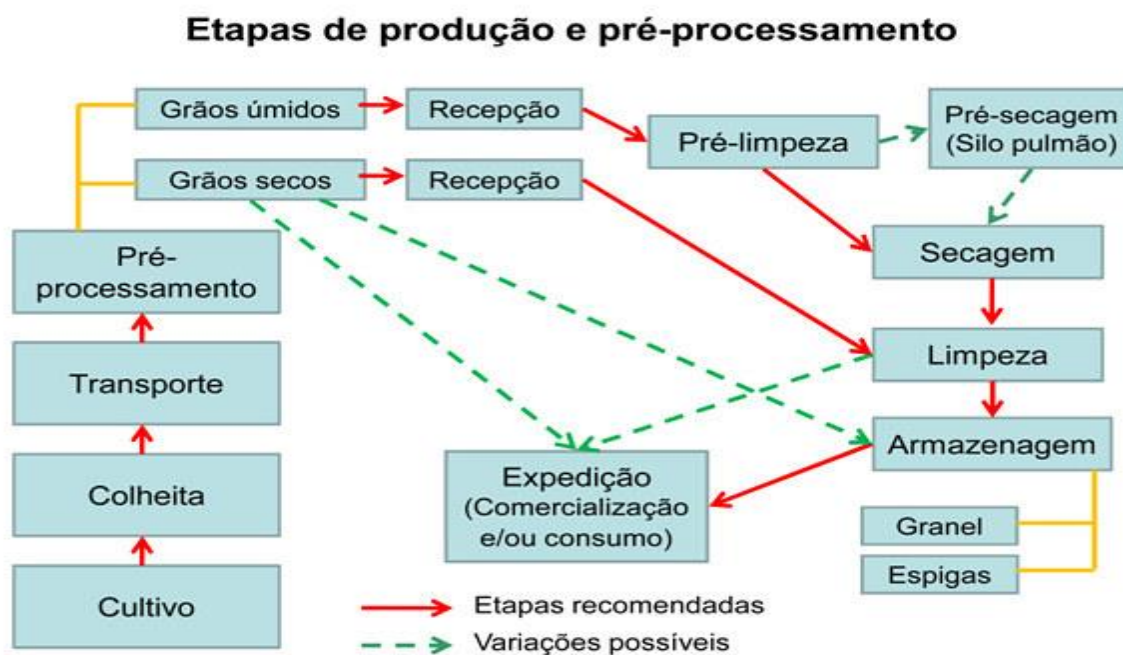 Etapas de produção e pré-processamento
Grãos úmidos
Recepção
Pré-limpeza
Pré-secagem
(Silo pulmão)
Grãos secos
Recepção
Pré-
processamento
Secagem
Transporte
Limpeza
Colheita
Expedição
(Comercialização
e/ou consumo)
Armazenagem
Granel
Espigas
Cultivo
Etapas recomendadas
Variações possíveis